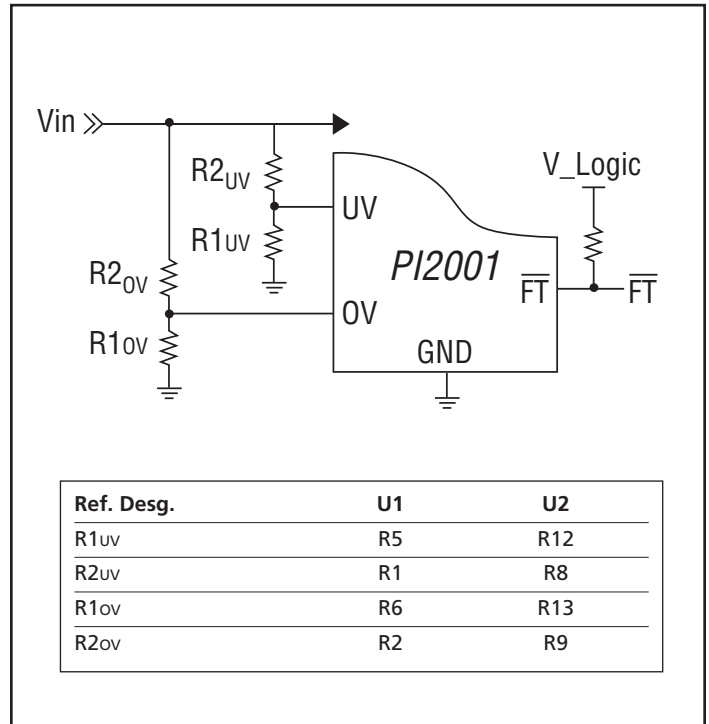 Vin
V_Logic
R2UV
UV
R1UV
PI2001
R2OV
FT
FT
OV
R1OV
GND
Ref. Desg. U1 U2
R1UV R5 R12
R2UV R1 R8
R1OV R6 R13
R2OV R2 R9